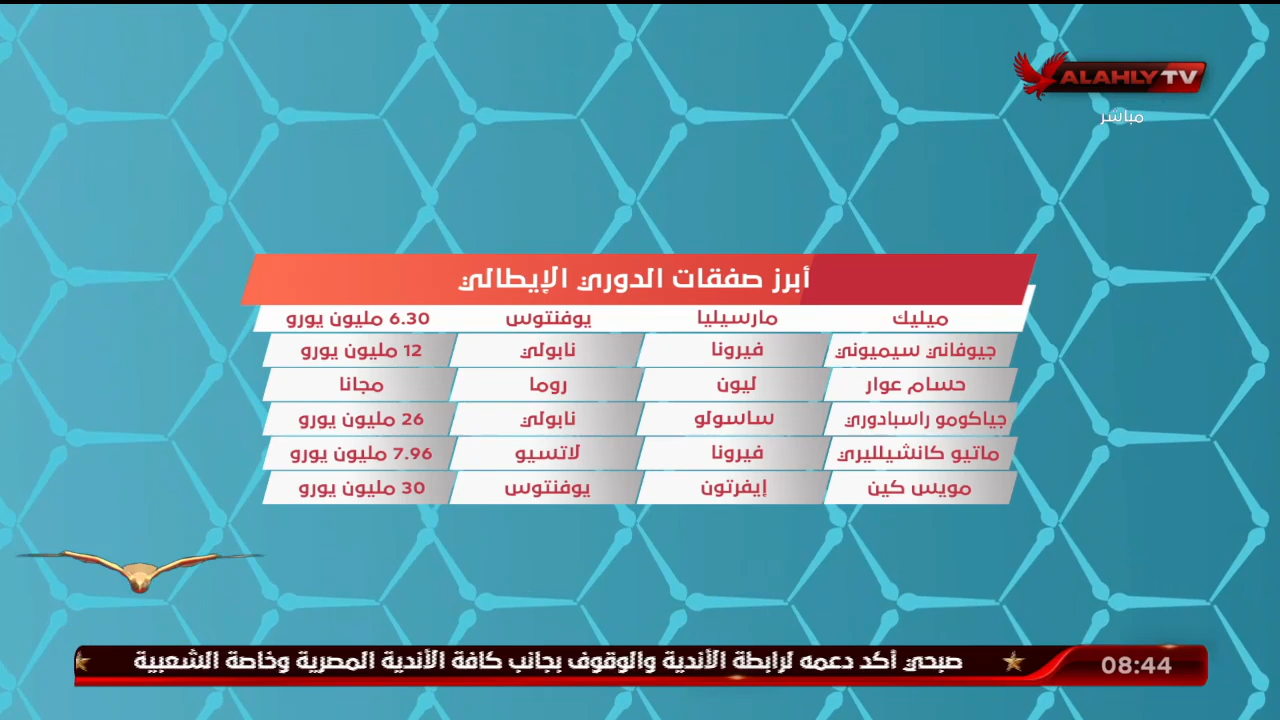 ALAHLY TV
مباشر
أبرز صفقات الدوري الإيطالي
ميليك مارسيليا يوفنتوس 6.30 مليون يورو
جيوفاني سيميوني فيرونا نابولي 12 مليون يورو
حسام عوار ليون روما مجانا
جياكومو راسبادوري ساسولو نابولي 26 مليون يورو
ماتيو كانشيلليري فيرونا لاتسيو 7.96 مليون يورو
مويس كين إيفرتون يوفنتوس 30 مليون يورو
08:44 صبحي أكد دعمه لرابطة الأندية والوقوف بجانب كافة الأندية المصرية وخاصة الشعبية